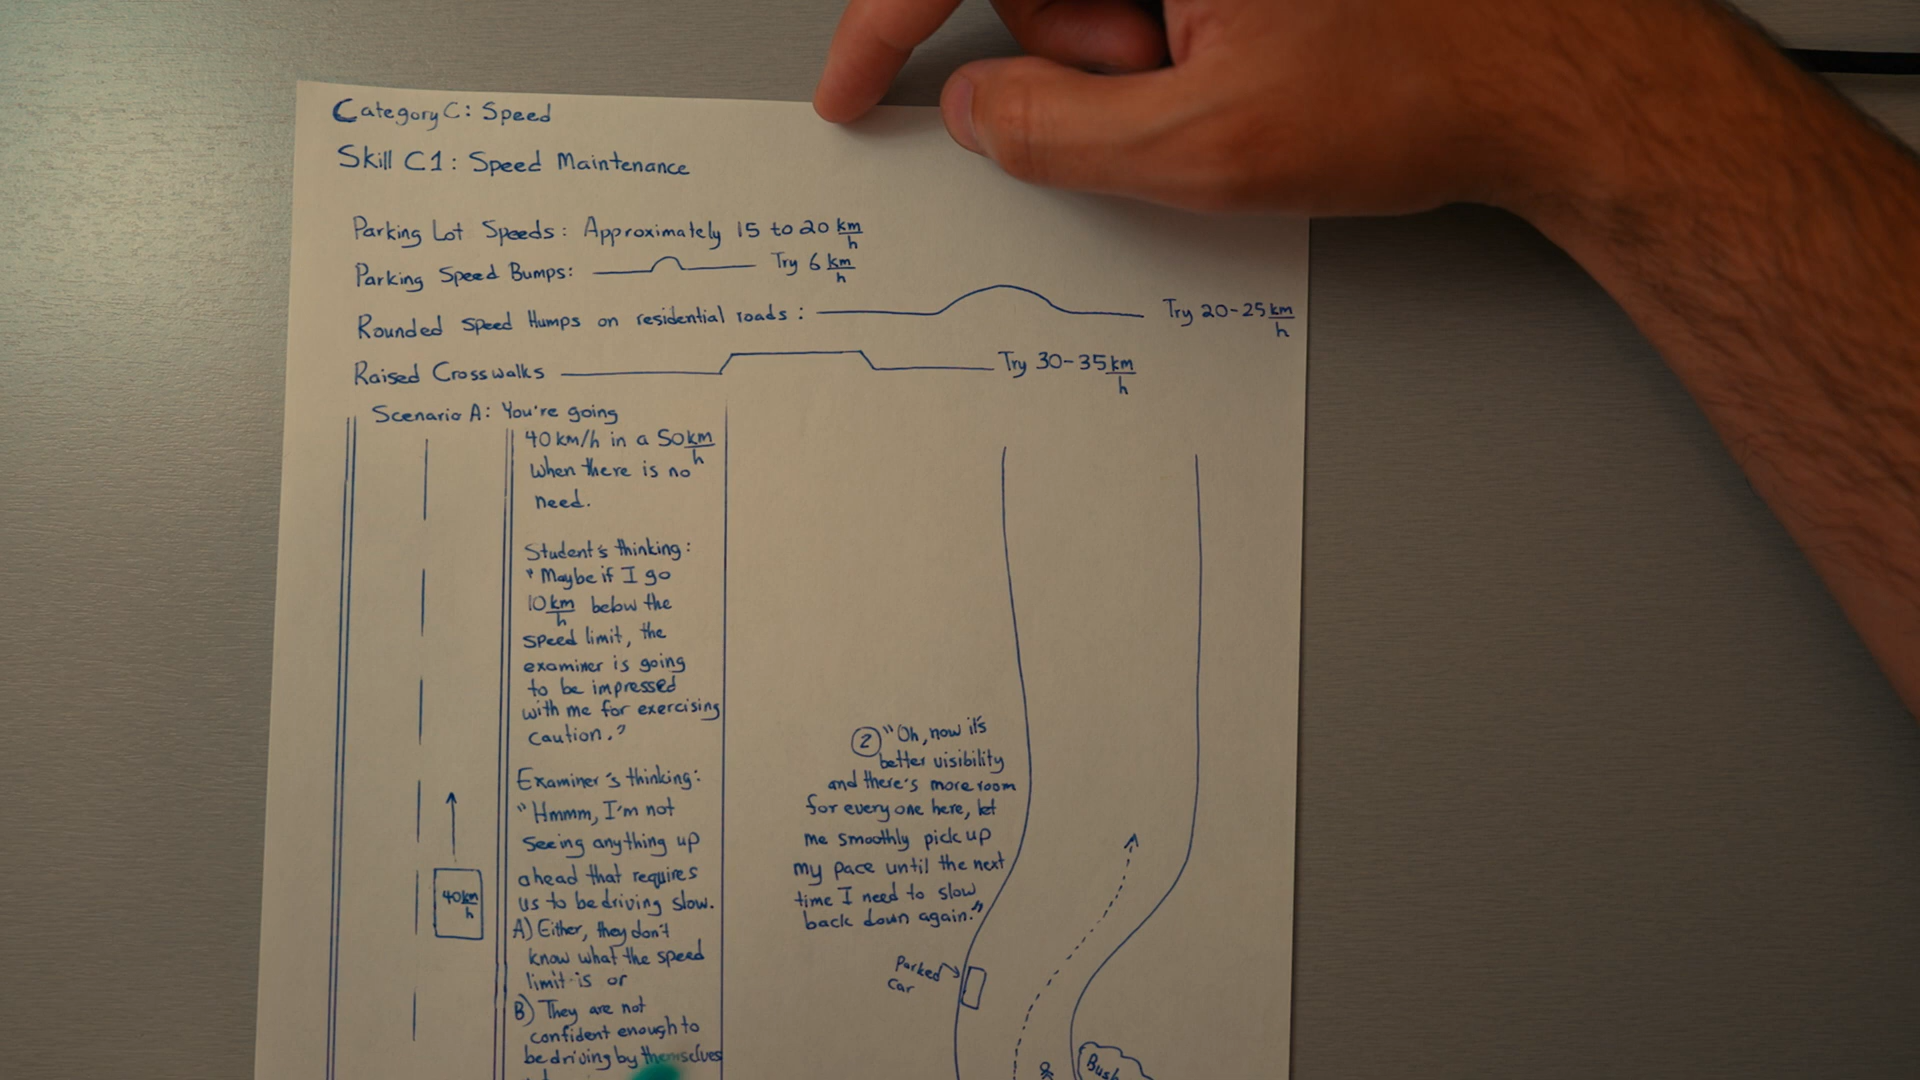 Category C: Speed
Skill C1: Speed Maintenance
Parking Lot Speeds: Approximately 15 to 20 km/h
Parking Speed Bumps: Try 6 km/h
Rounded Speed Humps on residential roads: Try 20-25 km/h
Raised Crosswalks Try 30-35 km/h
Scenario A: You're going
40 km/h in a 50 km/h
when there is no
need.
Student's thinking:
"Maybe if I go
10 km/h below the
speed limit, the
examiner is going
to be impressed
with me for exercising
caution."
Examiner's thinking:
"Hmmm, I'm not
seeing anything up
ahead that requires
us to be driving slow.
A) Either, they don't
know what the speed
limit is or
B) They are not
confident enough to
be driving by themselves
40 km/h
2 "Oh, now it's
better visibility
and there's more room
for everyone here, let
me smoothly pick up
my pace until the next
time I need to slow
back down again."
Parked
Car
Bush